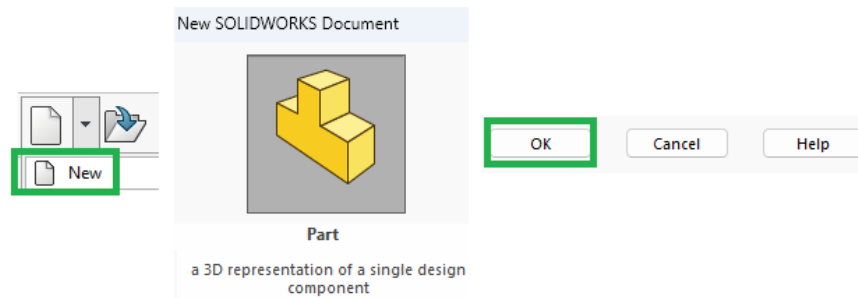 New
New SOLIDWORKS Document
Part
a 3D representation of a single design
component
OK
Cancel
Help